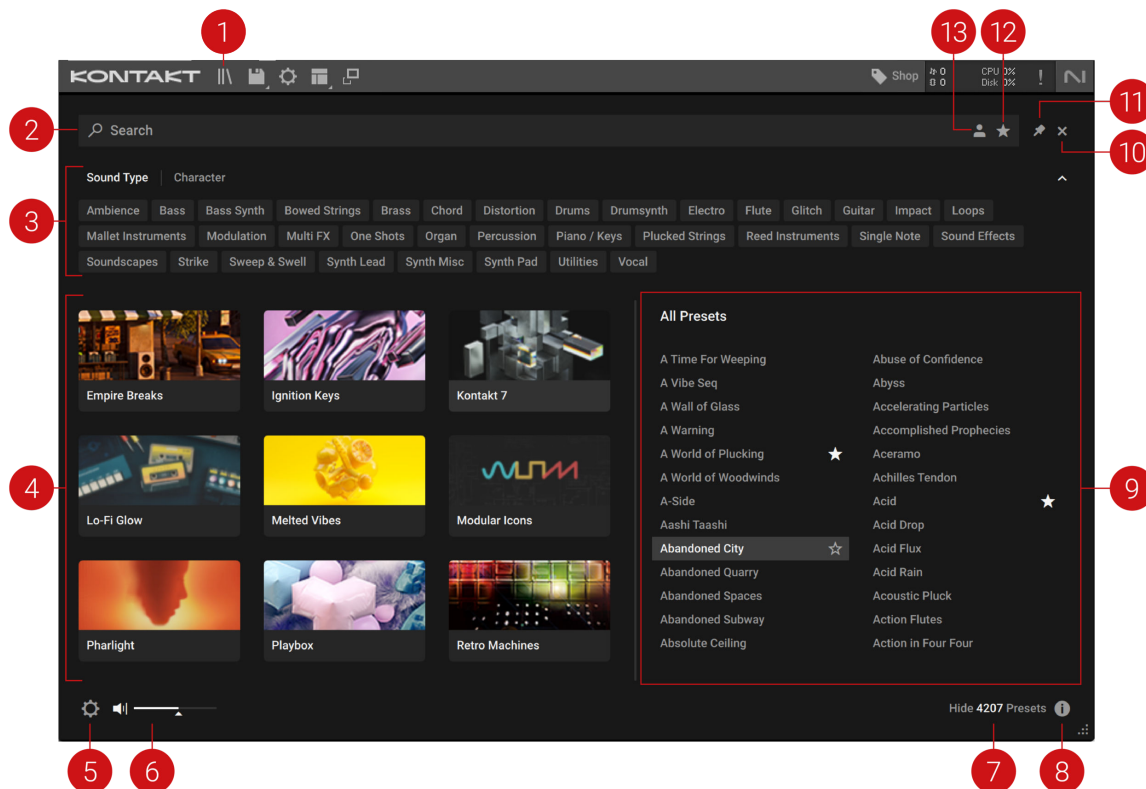 1
13
12
KONTAKT
Shop
0
CPU 0%
!
0
Disk 0%
11
2
Search
10
Sound Type
Character
3
Ambience Bass Bass Synth Bowed Strings Brass Chord Distortion Drums Drumsynth Electro Flute Glitch Guitar Impact Loops
Mallet Instruments Modulation Multi FX One Shots Organ Percussion Piano / Keys Plucked Strings Reed Instruments Single Note Sound Effects
Soundscapes Strike Sweep & Swell Synth Lead Synth Misc Synth Pad Utilities Vocal
4
Empire Breaks
Ignition Keys
Kontakt 7
Lo-Fi Glow
Melted Vibes
Modular Icons
Pharlight
Playbox
Retro Machines
All Presets
A Time For Weeping
A Vibe Seq
A Wall of Glass
A Warning
A World of Plucking
A World of Woodwinds
A-Side
Aashi Taashi
Abandoned City
Abandoned Quarry
Abandoned Spaces
Abandoned Subway
Absolute Ceiling
Abuse of Confidence
Abyss
Accelerating Particles
Accomplished Prophecies
Aceramo
Achilles Tendon
Acid
Acid Drop
Acid Flux
Acid Rain
Acoustic Pluck
Action Flutes
Action in Four Four
9
Hide 4207 Presets
5
6
7
8